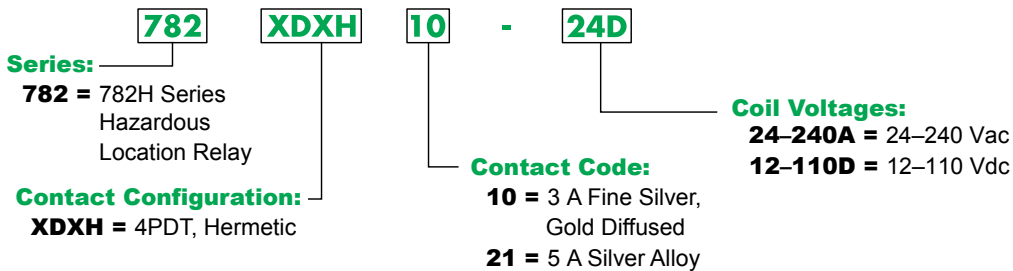 782 XDXH 10 - 24D
Series:
782 = 782H Series
Hazardous
Location Relay
Contact Configuration:
XDXH = 4PDT, Hermetic
Contact Code:
10 = 3 A Fine Silver,
Gold Diffused
21 = 5 A Silver Alloy
Coil Voltages:
24–240A = 24–240 Vac
12–110D = 12–110 Vdc